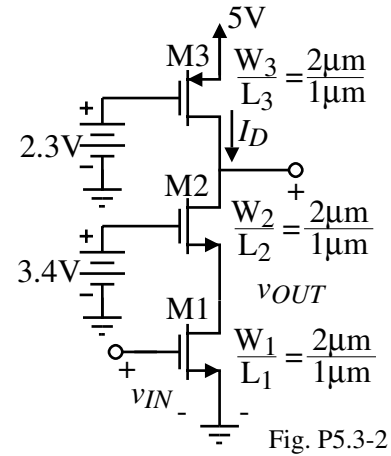 5V
M3
W3/L3 = 2μm/1μm
2.3V
+
-
ID
+
M2
W2/L2 = 2μm/1μm
3.4V
+
-
vOUT
M1
W1/L1 = 2μm/1μm
+
vIN
-
-
Fig. P5.3-2